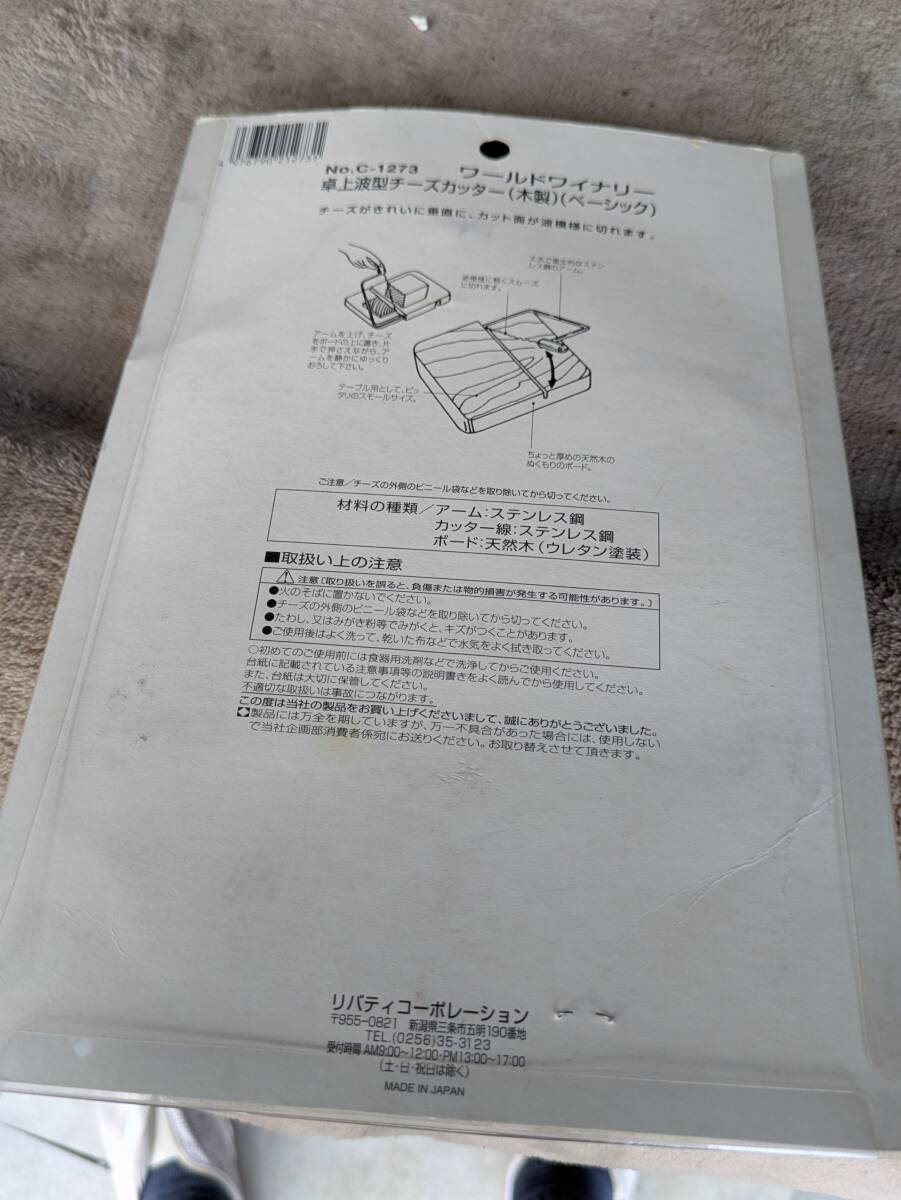 No.C-1273 ワールドワイナリー
卓上波型チーズカッター(木製)(ベーシック)
チーズがきれいに垂直に、カット面が波模様に切れます。
丈夫で衛生的なステン
レス鋼のアーム。
波模様に軽くスムーズ
に切れます。
アームを上げ、チーズ
をボードの上に置き、片
手で押さえながら、ア
ームを静かにゆっくり
おろして下さい。
テーブル用として、ピッ
タリのスモールサイズ。
ちょっと厚めの天然木の
ぬくもりのボード。
ご注意/チーズの外側のビニール袋などを取り除いてから切ってください。
材料の種類/アーム:ステンレス鋼
カッター線:ステンレス鋼
ボード:天然木(ウレタン塗装)
■取扱い上の注意
注意〔取り扱いを誤ると、負傷または物的損害が発生する可能性があります。〕
●火のそばに置かないでください。
●チーズの外側のビニール袋などを取り除いてから切ってください。
●たわし、又はみがき粉等でみがくと、キズがつくことがあります。
●ご使用後はよく洗って、乾いた布などで水気をよく拭き取ってください。
○初めてのご使用前には食器用洗剤などで洗浄してからご使用ください。
台紙に記載されている注意事項等の説明書きをよく読んでから使用してください。
また、台紙は大切に保管してください。
不適切な取扱いは事故につながります。
この度は当社の製品をお買い上げくださいまして、誠にありがとうございました。
製品には万全を期していますが、万一不具合があった場合には、使用しない
で当社企画部消費者係宛にお送りください。お取り替えさせて頂きます。
リバティコーポレーション
〒955-0821 新潟県三条市五明190番地
TEL.(0256)35-3123
受付時間 AM9:00〜12:00・PM13:00〜17:00
(土・日・祝日は除く)
MADE IN JAPAN